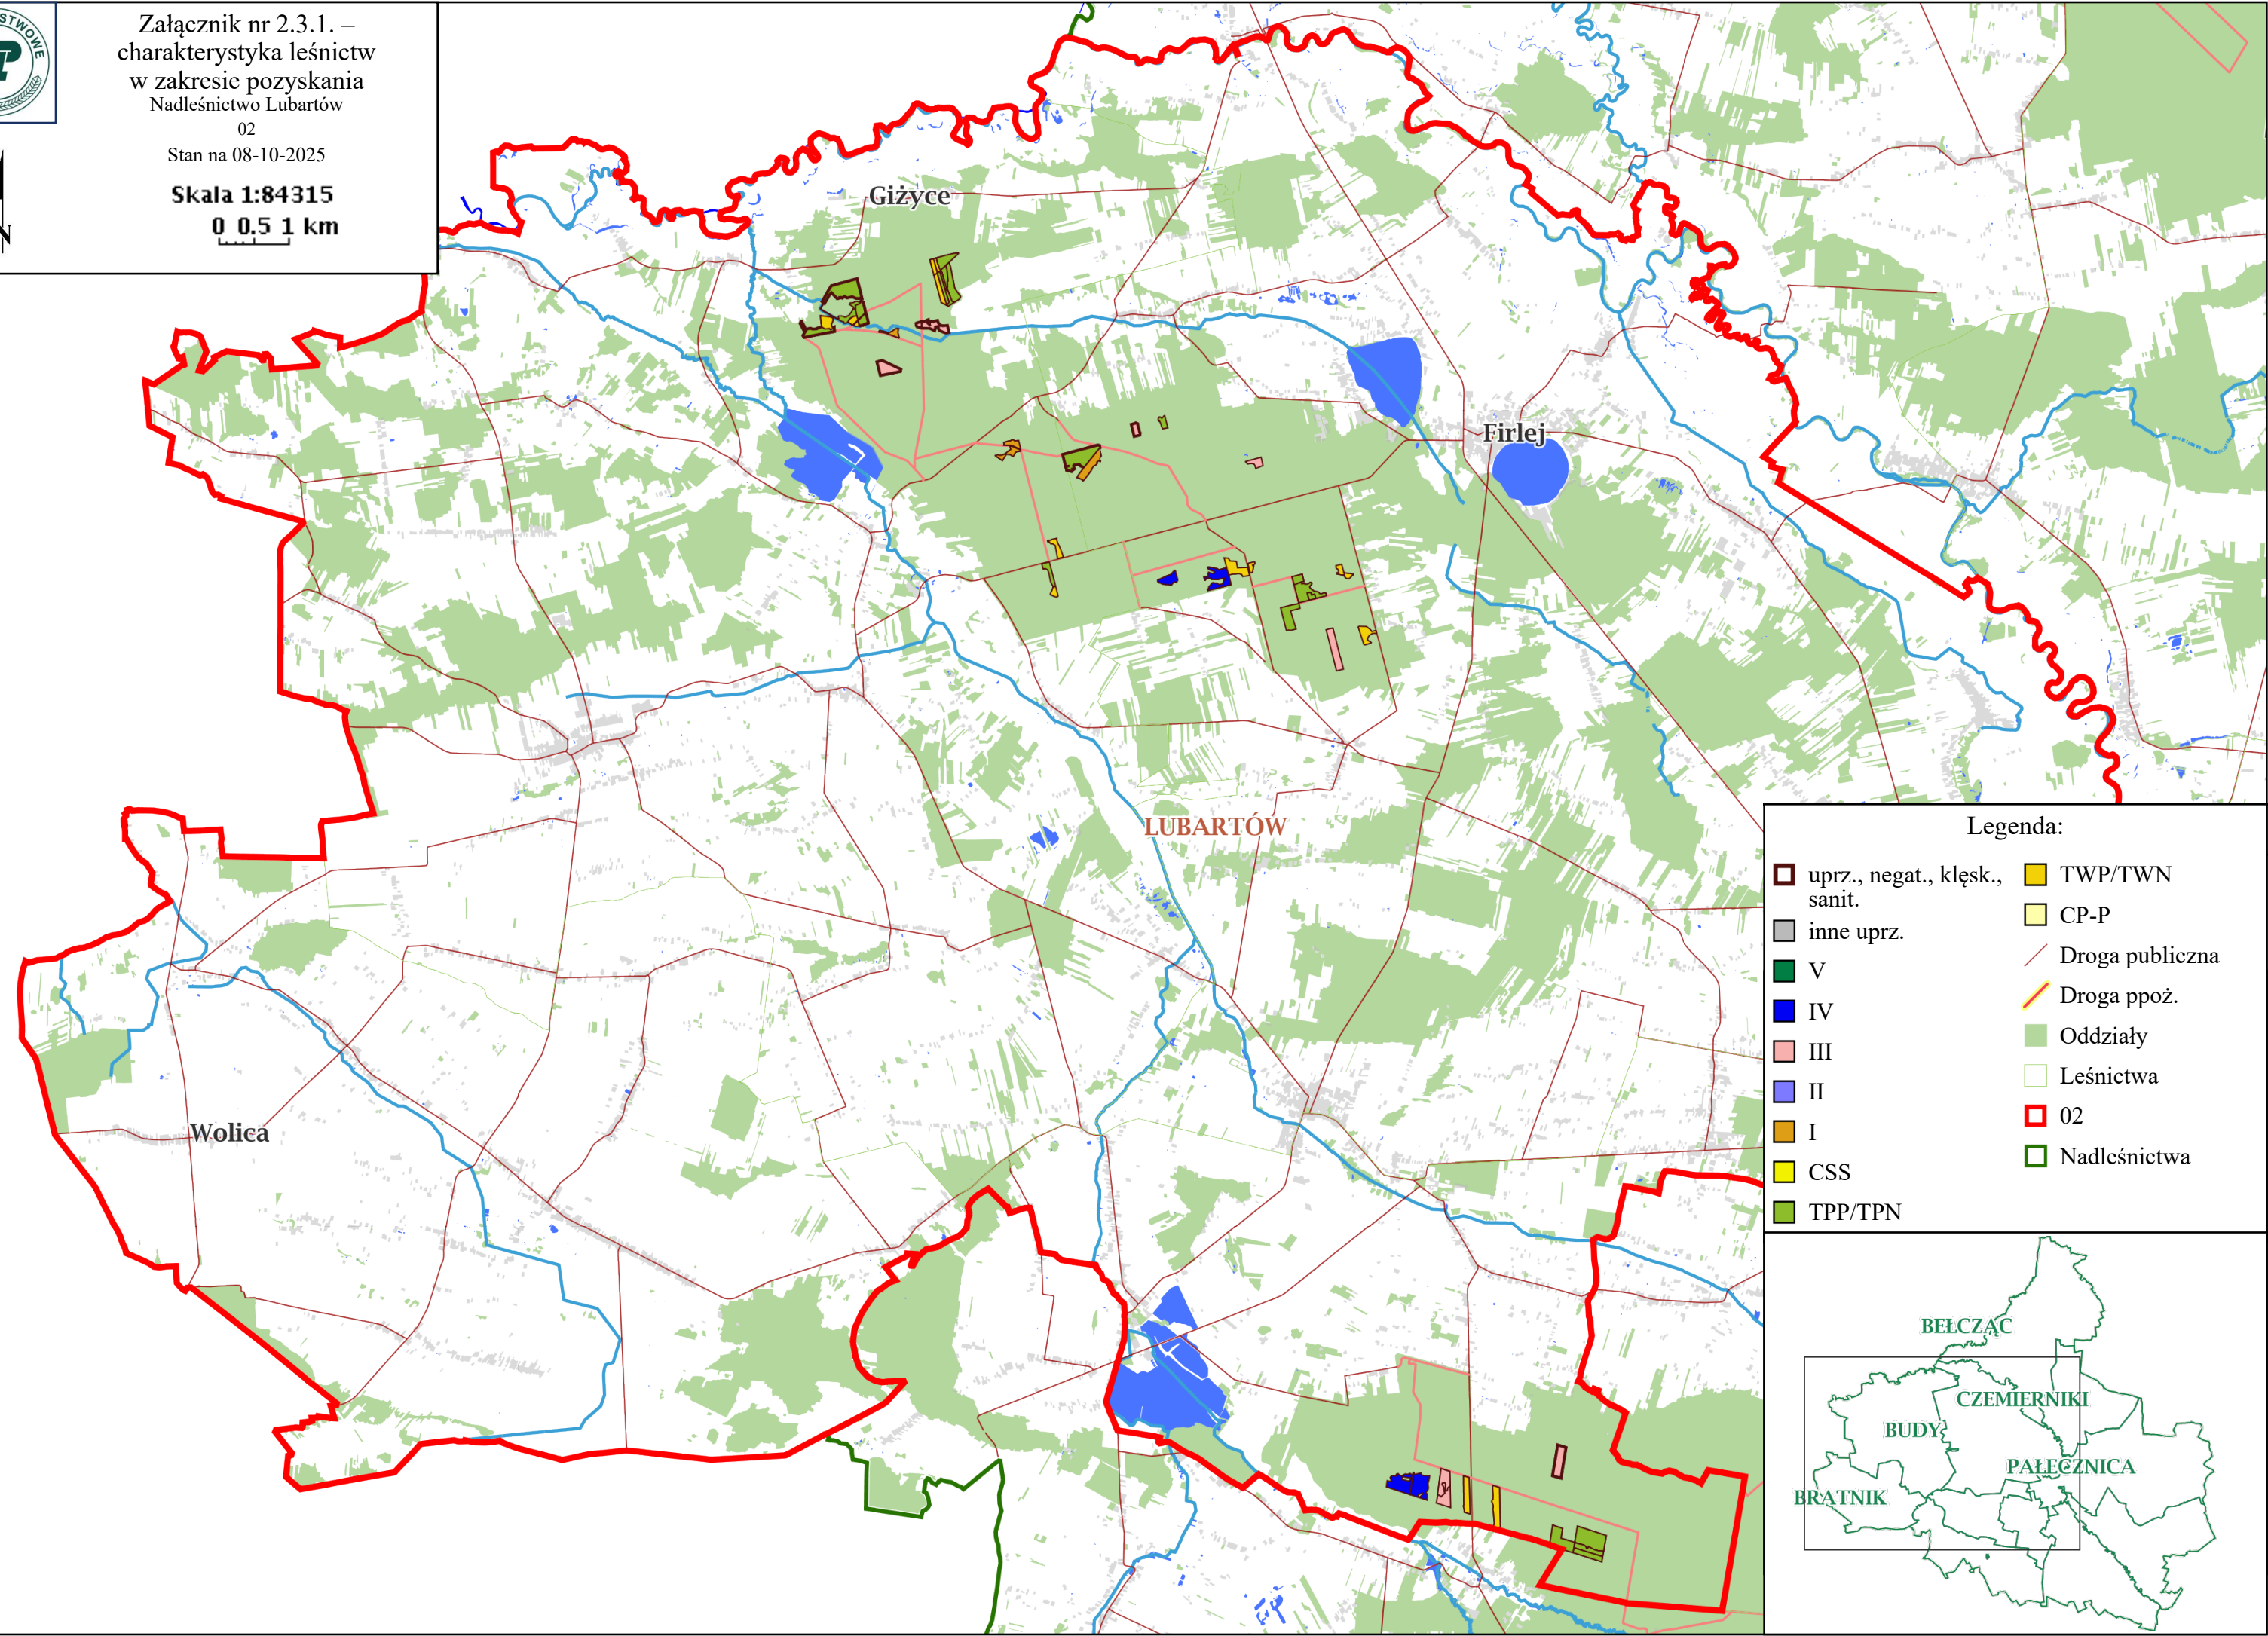 STWOWE
Załącznik nr 2.3.1. –
charakterystyka leśnictw
w zakresie pozyskania
Nadleśnictwo Lubartów
02
Stan na 08-10-2025
Skala 1:84315
0 0.5 1 km
N
Giżyce
Firlej
LUBARTÓW
Wolica
Legenda:
uprz., negat., klęsk.,
sanit.
inne uprz.
V
IV
III
II
I
CSS
TPP/TPN
TWP/TWN
CP-P
Droga publiczna
Droga ppoż.
Oddziały
Leśnictwa
02
Nadleśnictwa
BEŁCZĄC
CZEMIERNIKI
BUDY
PAŁECZNICA
BRATNIK